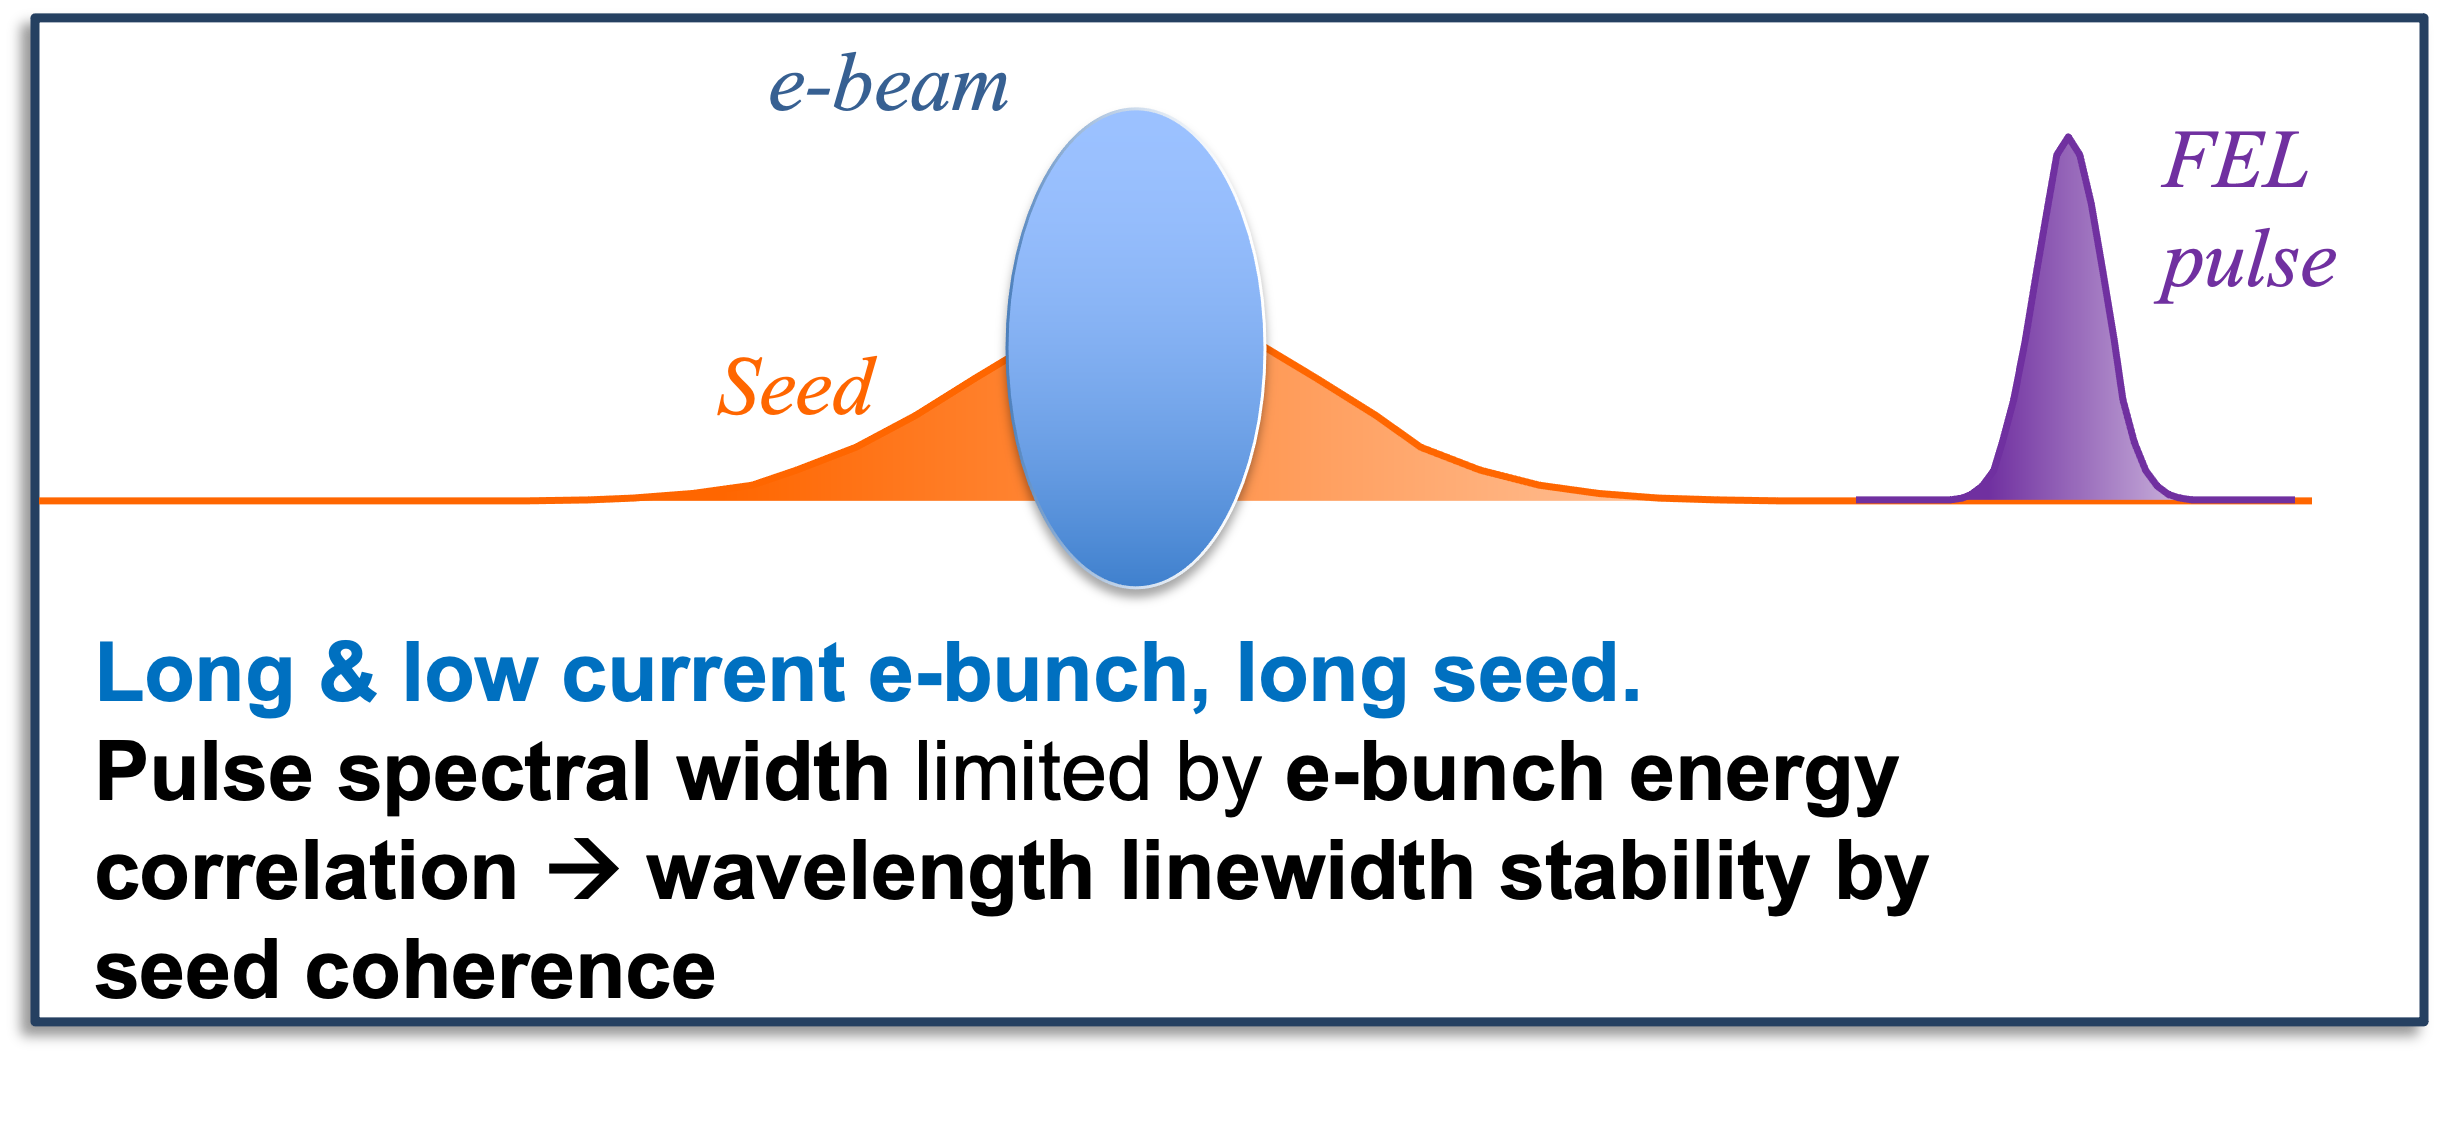 e-beam
FEL
pulse
Seed
Long & low current e-bunch, long seed.
Pulse spectral width limited by e-bunch energy
correlation → wavelength linewidth stability by
seed coherence